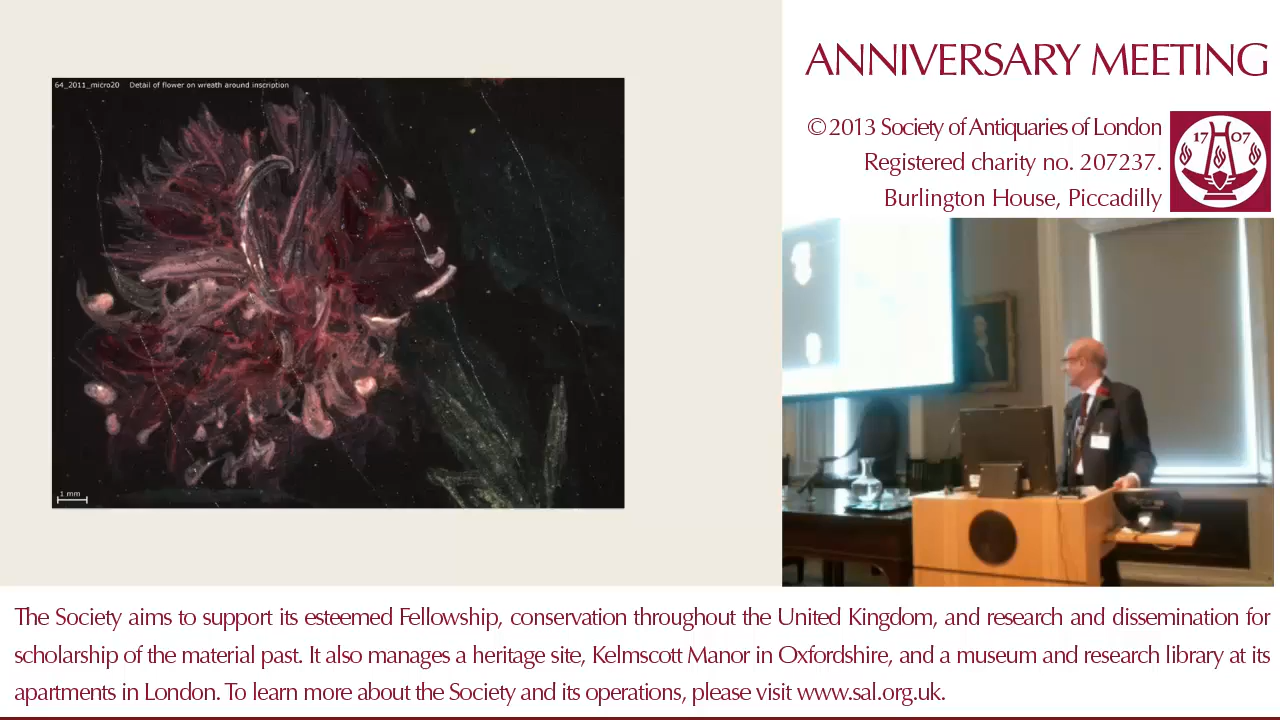 64_2011_micro20 Detail of flower on wreath around inscription
1 mm
ANNIVERSARY MEETING
©2013 Society of Antiquaries of London
Registered charity no. 207237.
Burlington House, Piccadilly
17 07
The Society aims to support its esteemed Fellowship, conservation throughout the United Kingdom, and research and dissemination for
scholarship of the material past. It also manages a heritage site, Kelmscott Manor in Oxfordshire, and a museum and research library at its
apartments in London. To learn more about the Society and its operations, please visit www.sal.org.uk.